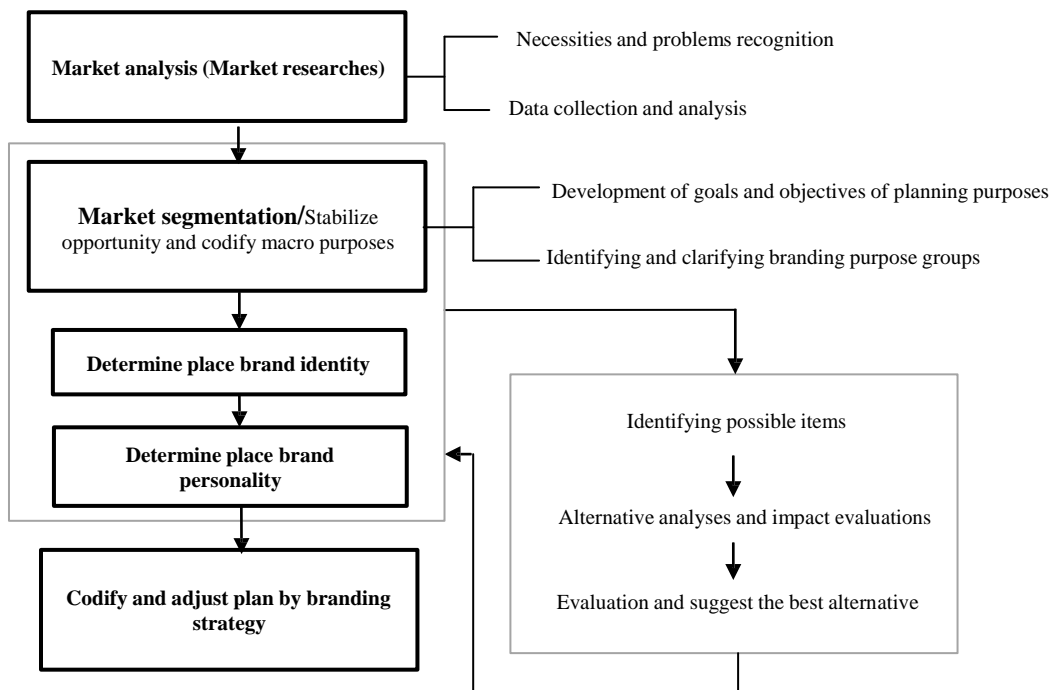 Necessities and problems recognition
Market analysis (Market researches)
Data collection and analysis
Development of goals and objectives of planning purposes
Market segmentation/Stabilize
opportunity and codify macro purposes
Identifying and clarifying branding purpose groups
Determine place brand identity
Identifying possible items
Determine place brand
personality
Alternative analyses and impact evaluations
Codify and adjust plan by branding
strategy
Evaluation and suggest the best alternative